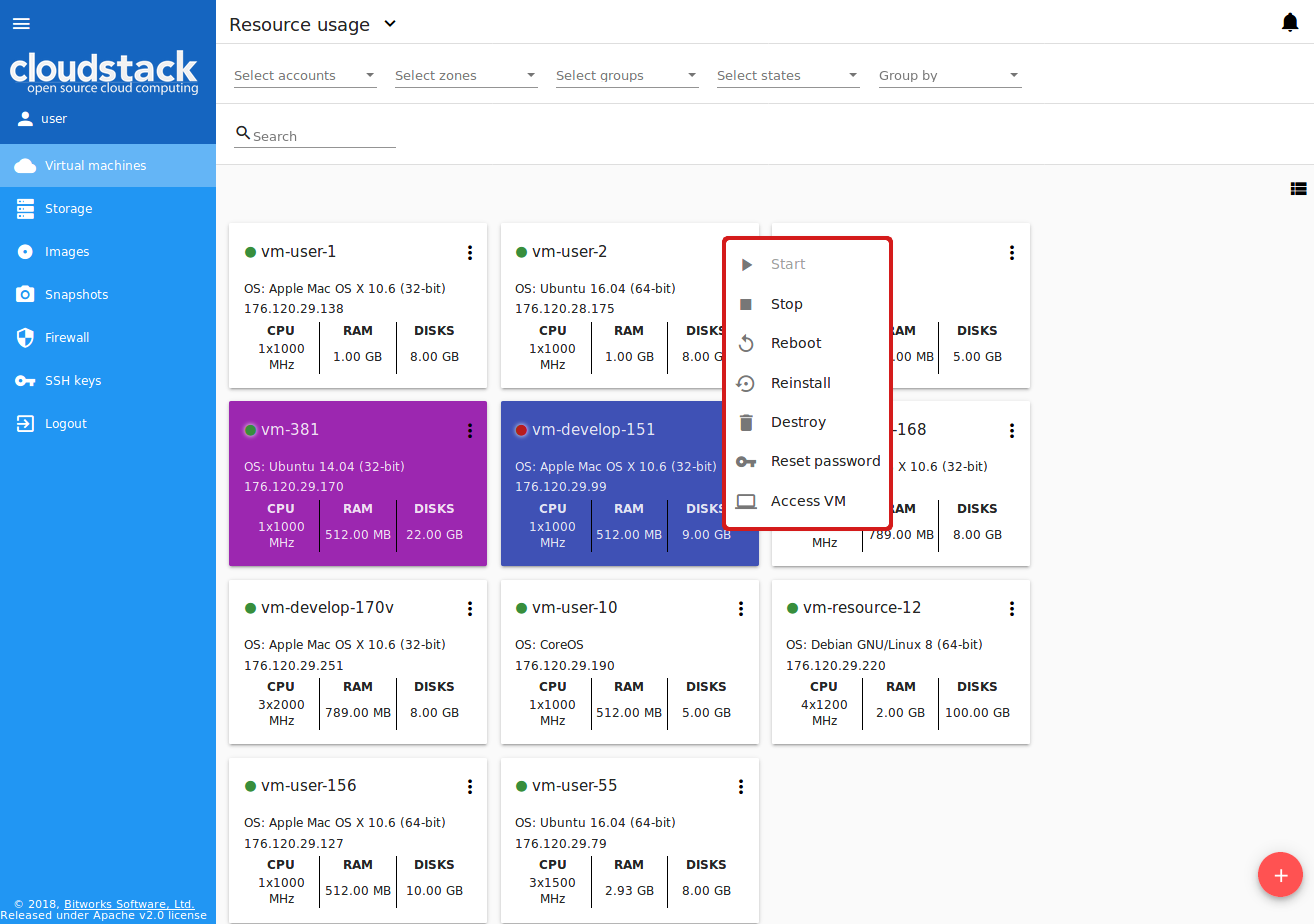 Resource usage
cloudstack
open source cloud computing
user
Virtual machines
Storage
Images
Snapshots
Firewall
SSH keys
Logout
© 2018, Bitworks Software, Ltd.
Released under Apache v2.0 license
Select accounts
Select zones
Select groups
Select states
Group by
Search
vm-user-1
OS: Apple Mac OS X 10.6 (32-bit)
176.120.29.138
CPU RAM DISKS
1x1000 MHz 1.00 GB 8.00 GB
vm-user-2
OS: Ubuntu 16.04 (64-bit)
176.120.28.175
CPU RAM DISKS
1x1000 MHz 1.00 GB 8.00 G
Start
Stop
Reboot
Reinstall
Destroy
Reset password
Access VM
AM DISKS
.00 MB 5.00 GB
vm-381
OS: Ubuntu 14.04 (32-bit)
176.120.29.170
CPU RAM DISKS
1x1000 MHz 512.00 MB 22.00 GB
vm-develop-151
OS: Apple Mac OS X 10.6 (32-bit)
176.120.29.99
CPU RAM DISKS
1x1000 MHz 512.00 MB 9.00 GB
-168
X 10.6 (32-bit)
AM DISKS
MHz 789.00 MB 8.00 GB
vm-develop-170v
OS: Apple Mac OS X 10.6 (32-bit)
176.120.29.251
CPU RAM DISKS
3x2000 MHz 789.00 MB 8.00 GB
vm-user-10
OS: CoreOS
176.120.29.190
CPU RAM DISKS
1x1000 MHz 512.00 MB 5.00 GB
vm-resource-12
OS: Debian GNU/Linux 8 (64-bit)
176.120.29.220
CPU RAM DISKS
4x1200 MHz 2.00 GB 100.00 GB
vm-user-156
OS: Apple Mac OS X 10.6 (64-bit)
176.120.29.127
CPU RAM DISKS
1x1000 MHz 512.00 MB 10.00 GB
vm-user-55
OS: Ubuntu 16.04 (64-bit)
176.120.29.79
CPU RAM DISKS
3x1500 MHz 2.93 GB 8.00 GB